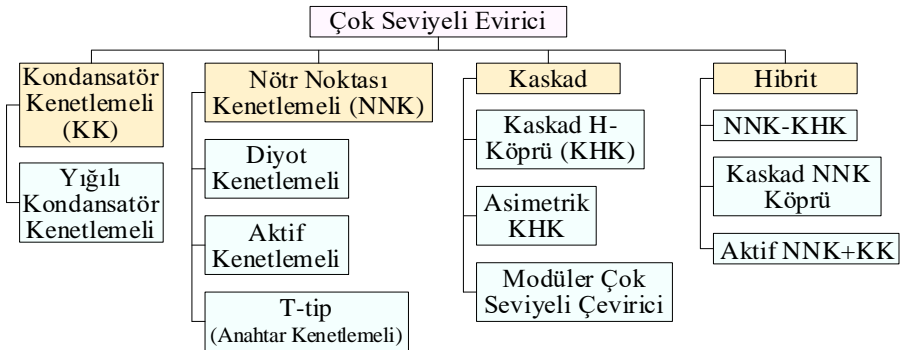 Çok Seviyeli Evirici
Kondansatör
Kenetlemeli
(KK)
Yığılı
Kondansatör
Kenetlemeli
Nötr Noktası
Kenetlemeli (NNK)
Diyot
Kenetlemeli
Aktif
Kenetlemeli
T-tip
(Anahtar Kenetlemeli)
Kaskad
Kaskad H-
Köprü (KHK)
Asimetrik
KHK
Modüler Çok
Seviyeli Çevirici
Hibrit
NNK-KHK
Kaskad NNK
Köprü
Aktif NNK+KK